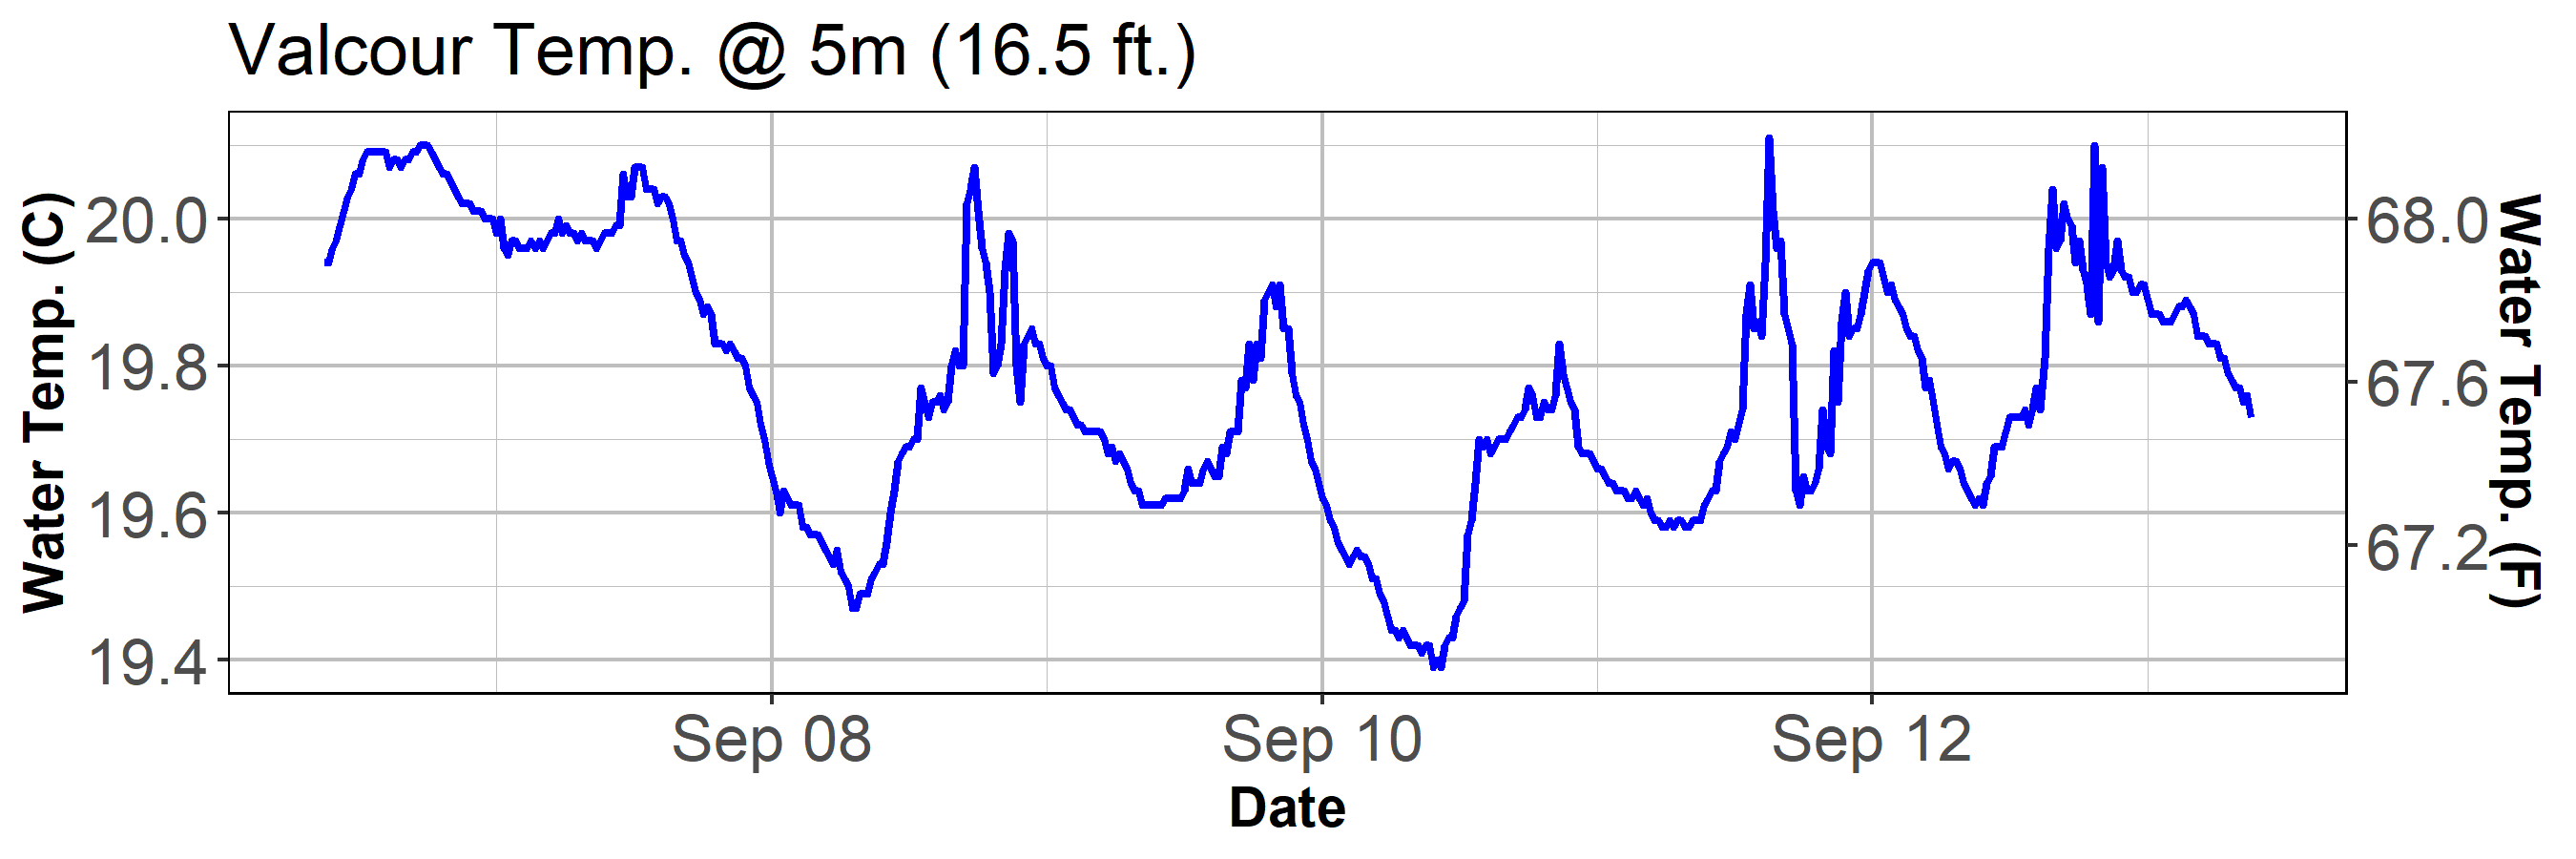 Valcour Temp. @ 5m (16.5 ft.)
Water Temp. (C)
20.0
19.8
19.6
19.4
68.0
67.6
67.2
Water Temp. (F)
Sep 08
Sep 10
Sep 12
Date